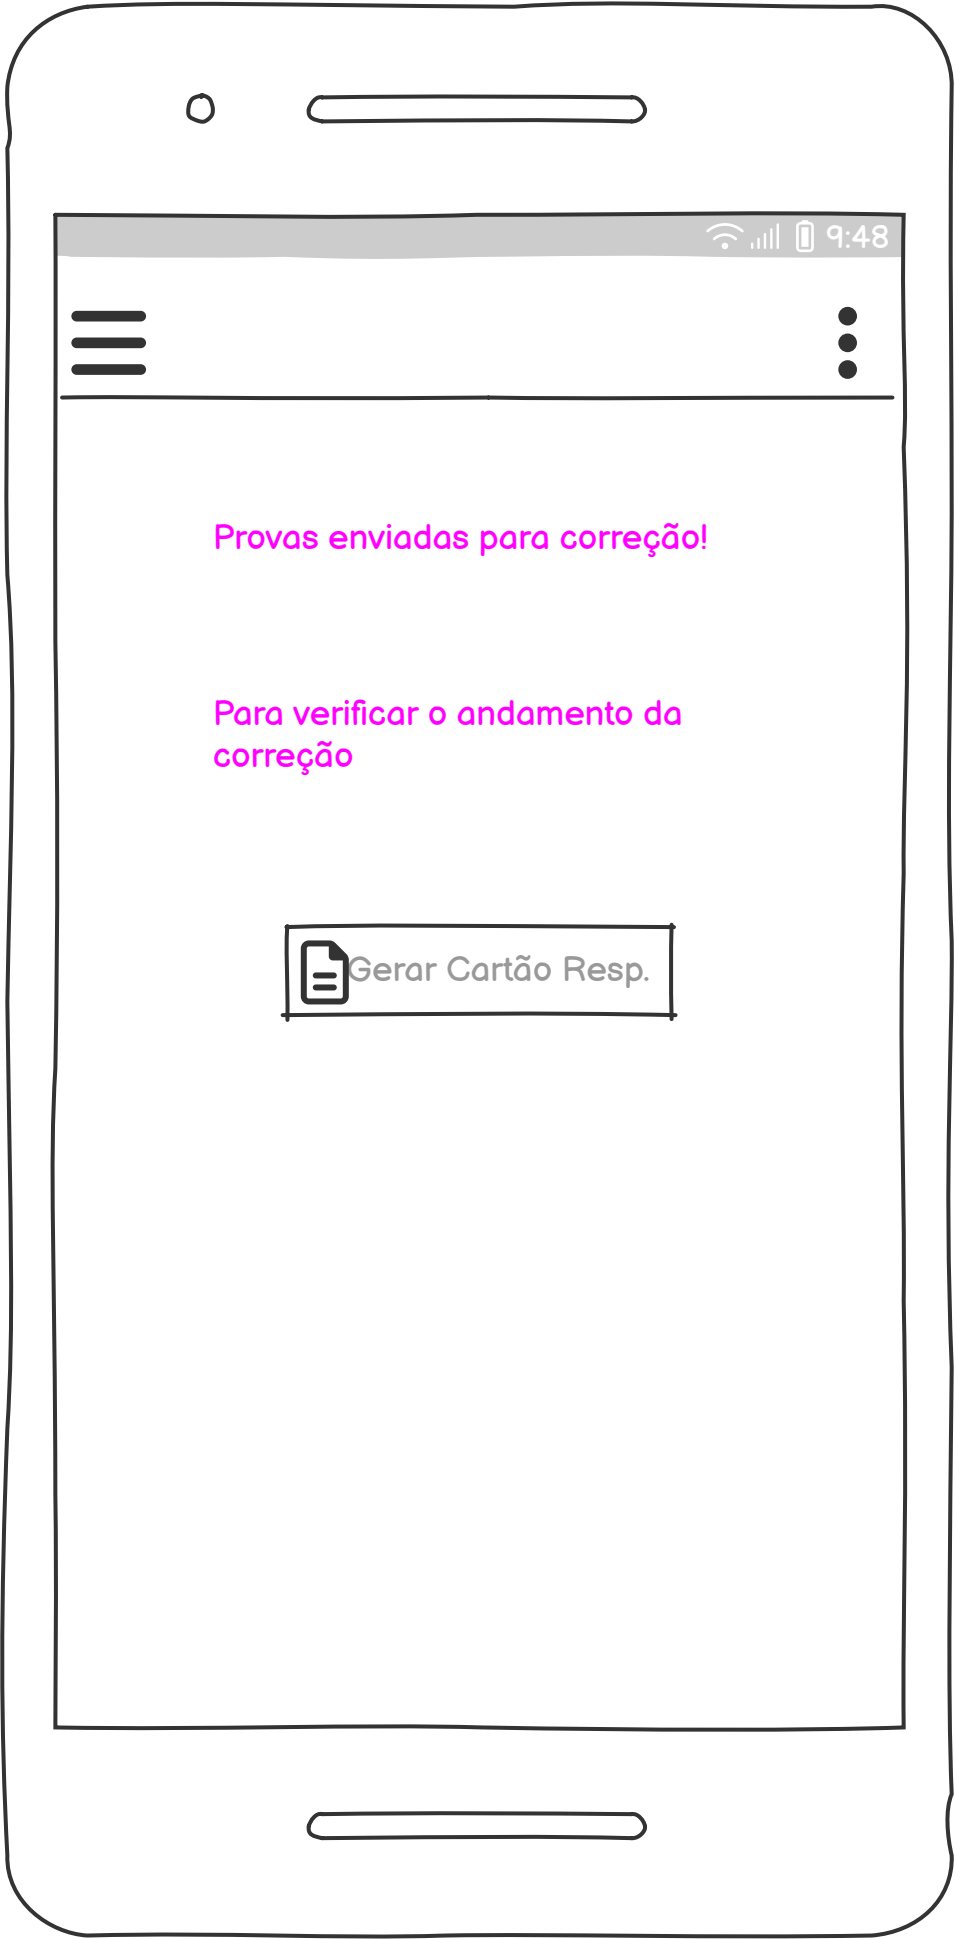 9:48
Provas enviadas para correção!
Para verificar o andamento da
correção
Gerar Cartão Resp.